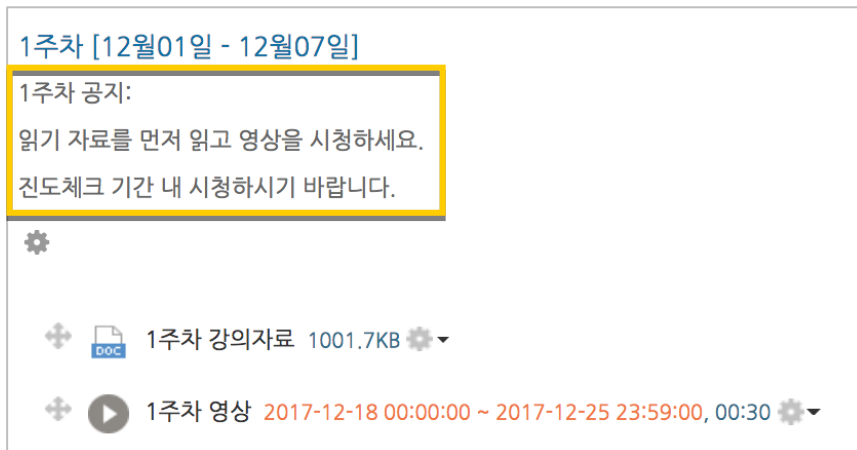 1주차 [12월01일 - 12월07일]
1주차 공지:
읽기 자료를 먼저 읽고 영상을 시청하세요.
진도체크 기간 내 시청하시기 바랍니다.
DOC 1주차 강의자료 1001.7KB
1주차 영상 2017-12-18 00:00:00 ~ 2017-12-25 23:59:00, 00:30